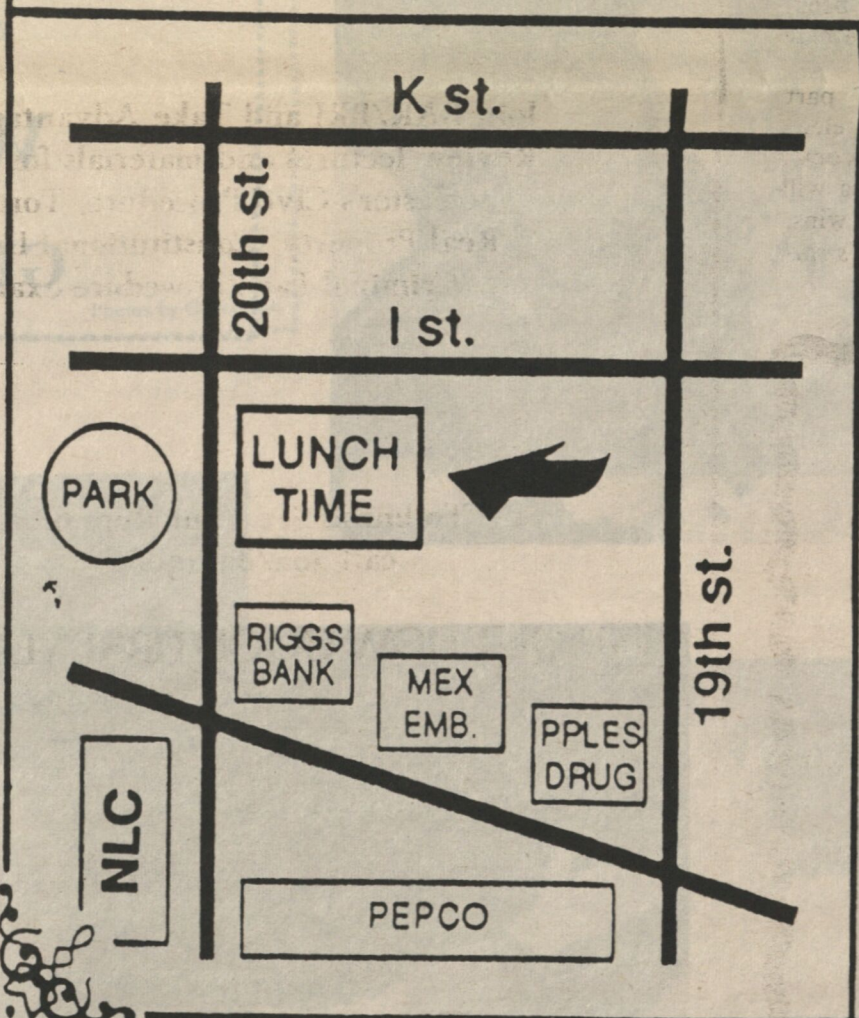 K st.
20th st.
I st.
LUNCH
TIME
PARK
19th st.
RIGGS
BANK
MEX
EMB.
PPLES
DRUG
NLC
PEPCO